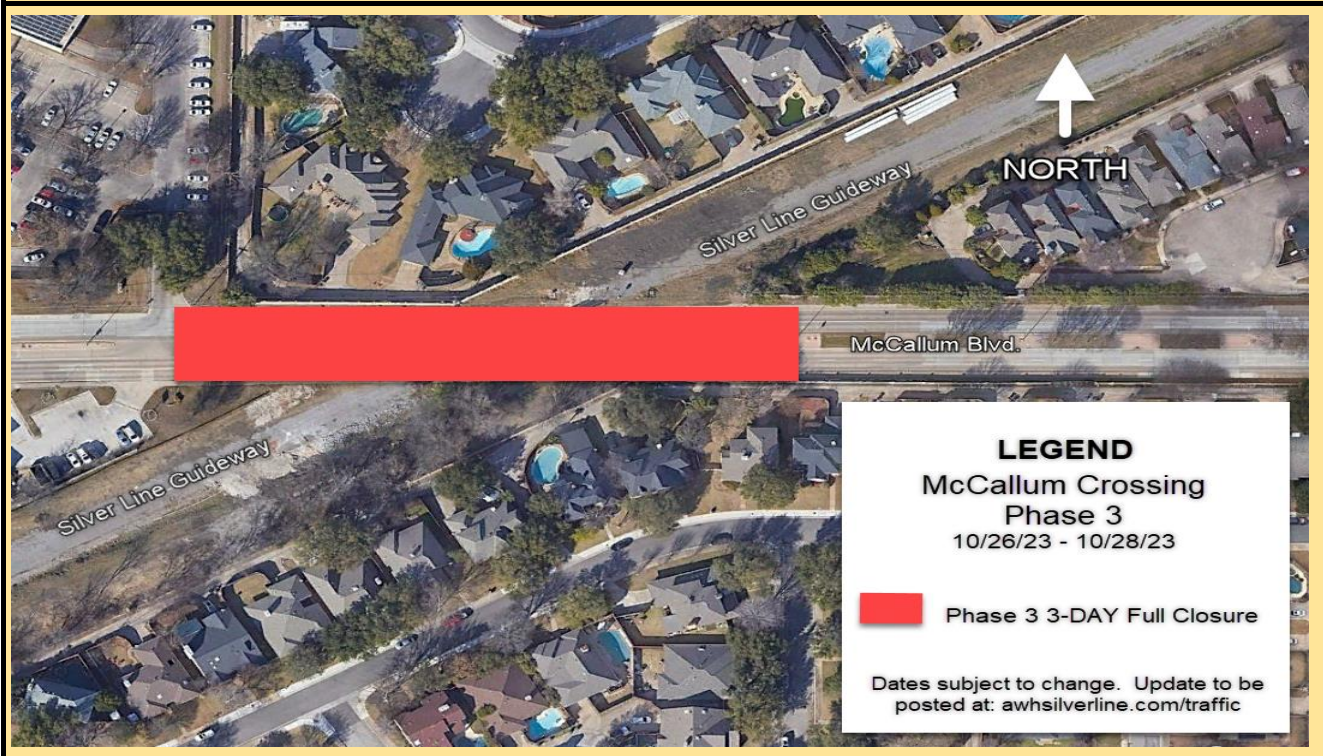 NORTH
Silver Line Guideway
McCallum Blvd.
Silver Line Guideway
LEGEND
McCallum Crossing
Phase 3
10/26/23 - 10/28/23
Phase 3 3-DAY Full Closure
Dates subject to change.  Update to be
posted at: awhsilverline.com/traffic